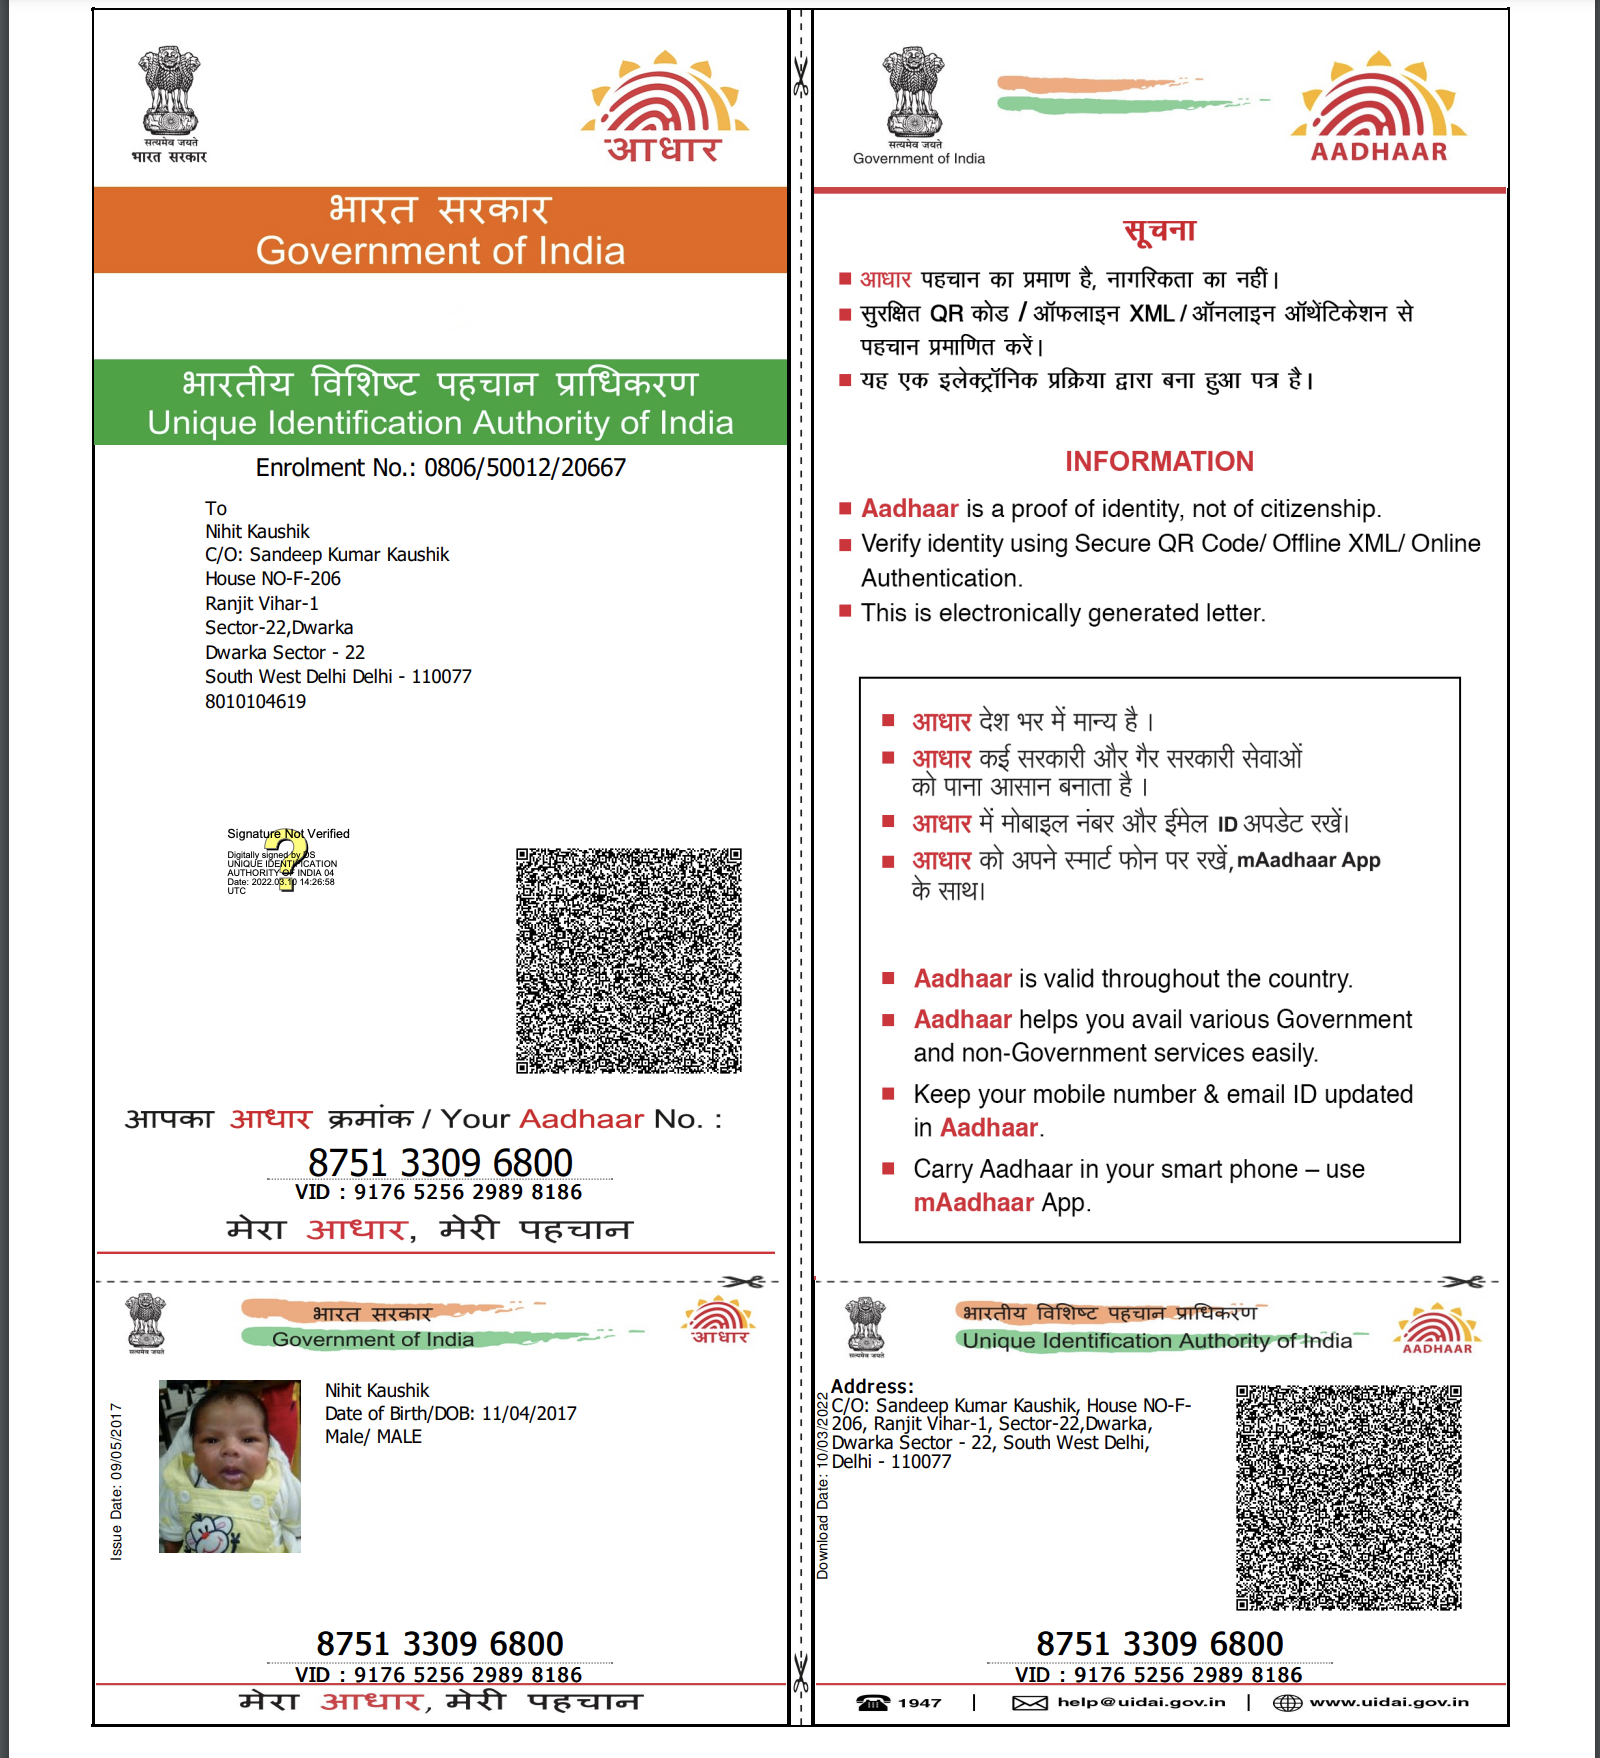 सत्यमेव जयते
भारत सरकार
आधार
भारत सरकार
Government of India
भारतीय विशिष्ट पहचान प्राधिकरण
Unique Identification Authority of India
Enrolment No.: 0806/50012/20667
To
Nihit Kaushik
C/O: Sandeep Kumar Kaushik
House NO-F-206
Ranjit Vihar-1
Sector-22,Dwarka
Dwarka Sector - 22
South West Delhi Delhi - 110077
8010104619
Signature Not Verified
Digitally signed by DS
UNIQUE IDENTIFICATION
AUTHORITY OF INDIA 04
Date: 2022.03.10 14:26:58
UTC
आपका आधार क्रमांक / Your Aadhaar No. :
8751 3309 6800
VID : 9176 5256 2989 8186
मेरा आधार, मेरी पहचान
सत्यमेव जयते
Government of India
AADHAAR
सूचना
आधार पहचान का प्रमाण है, नागरिकता का नहीं।
सुरक्षित QR कोड / ऑफलाइन XML / ऑनलाइन ऑथेंटिकेशन से
पहचान प्रमाणित करें।
यह एक इलेक्ट्रॉनिक प्रक्रिया द्वारा बना हुआ पत्र है।
INFORMATION
Aadhaar is a proof of identity, not of citizenship.
Verify identity using Secure QR Code/ Offline XML/ Online
Authentication.
This is electronically generated letter.
आधार देश भर में मान्य है ।
आधार कई सरकारी और गैर सरकारी सेवाओं
को पाना आसान बनाता है ।
आधार में मोबाइल नंबर और ईमेल ID अपडेट रखें।
आधार को अपने स्मार्ट फोन पर रखें, mAadhaar App
के साथ।
Aadhaar is valid throughout the country.
Aadhaar helps you avail various Government
and non-Government services easily.
Keep your mobile number & email ID updated
in Aadhaar.
Carry Aadhaar in your smart phone – use
mAadhaar App.
सत्यमेव जयते
भारत सरकार
Government of India
आधार
Issue Date: 09/05/2017
Nihit Kaushik
Date of Birth/DOB: 11/04/2017
Male/ MALE
8751 3309 6800
VID : 9176 5256 2989 8186
मेरा आधार, मेरी पहचान
सत्यमेव जयते
भारतीय विशिष्ट पहचान प्राधिकरण
Unique Identification Authority of India
AADHAAR
Download Date: 10/03/2022
Address:
C/O: Sandeep Kumar Kaushik, House NO-F-
206, Ranjit Vihar-1, Sector-22,Dwarka,
Dwarka Sector - 22, South West Delhi,
Delhi - 110077
8751 3309 6800
VID : 9176 5256 2989 8186
1947 | help@uidai.gov.in | www.uidai.gov.in